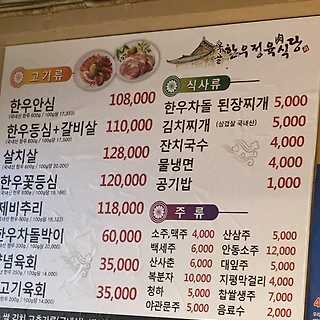 한우정육식당
고기류
한우안심 108,000
한우등심+갈비살 110,000
살치살 128,000
한우꽃등심 120,000
제비추리 118,000
한우차돌박이 60,000
양념육회 35,000
고기육회 35,000
식사류
한우차돌 된장찌개 5,000
김치찌개 (삼겹살 국내산) 5,000
잔치국수 4,000
물냉면 4,000
공기밥 1,000
주 류
소주,맥주 4,000
백세주 6,000
산사춘 6,000
복분자 10,000
청하 5,000
야관문주 5,000
산삼주 5,000
안동소주 12,000
대잎주 5,000
지평막걸리 4,000
찹쌀생주 7,000
음료수 2,000